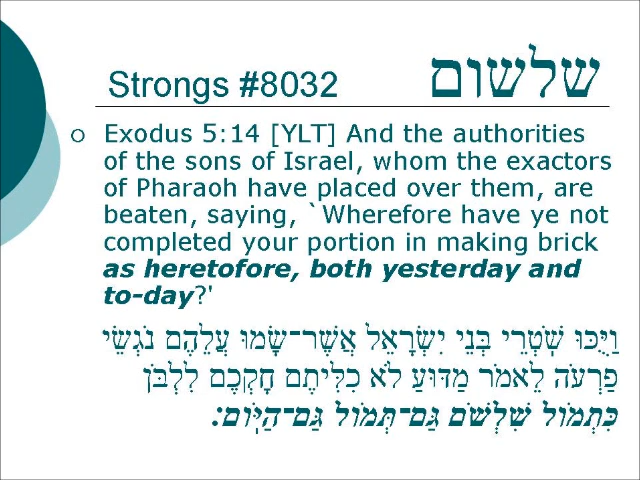 Strongs #8032 שלשום
Exodus 5:14 [YLT] And the authorities
of the sons of Israel, whom the exactors
of Pharaoh have placed over them, are
beaten, saying, `Wherefore have ye not
completed your portion in making brick
as heretofore, both yesterday and
to-day?'
וַיֻּכּוּ שֹׁטְרֵי בְּנֵי יִשְׂרָאֵל אֲשֶׁר־שָׂמוּ עֲלֵהֶם נֹגְשֵׂי
פַרְעֹה לֵאמֹר מַדּוּעַ לֹא כִלִּיתֶם חָקְכֶם לִלְבֹּן
כִּתְמוֹל שִׁלְשֹׁם גַּם־תְּמוֹל גַּם־הַיּוֹם׃